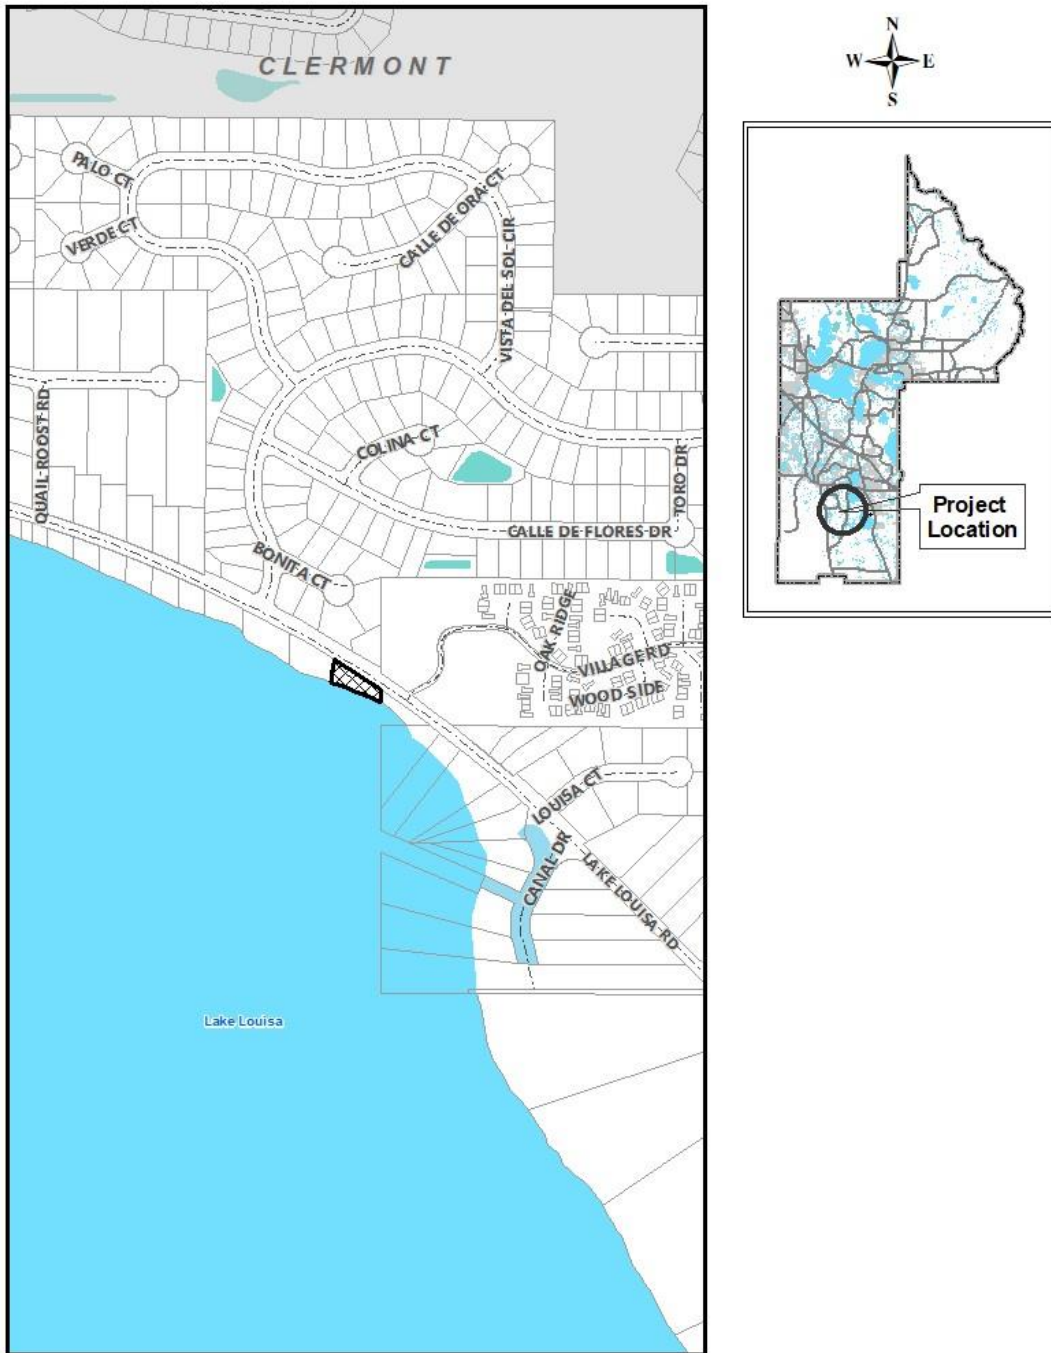 CLERMONT
N
W E
S
PALO CT
VERDE CT
CALLE DE ORA CT
VISTA DEL SOL CIR
QUAIL ROOST RD
COLINA CT
TORO DR
CALLE DE FLORES DR
BONITA CT
OAK RIDGE
VILLAGE RD
WOOD SIDE
LOUISA CT
CANAL DR
LAKE LOUISA RD
Lake Louisa
Project
Location